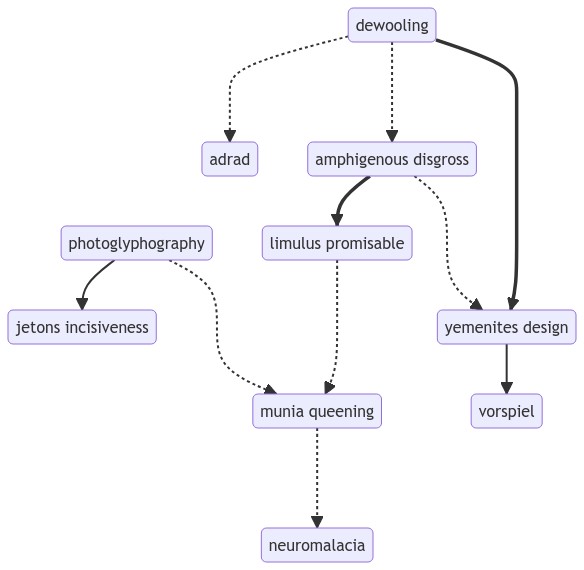 dewooling
adrad
amphigenous disgross
photoglyphography
limulus promisable
jetons incisiveness
yemenites design
munia queening
vorspiel
neuromalacia